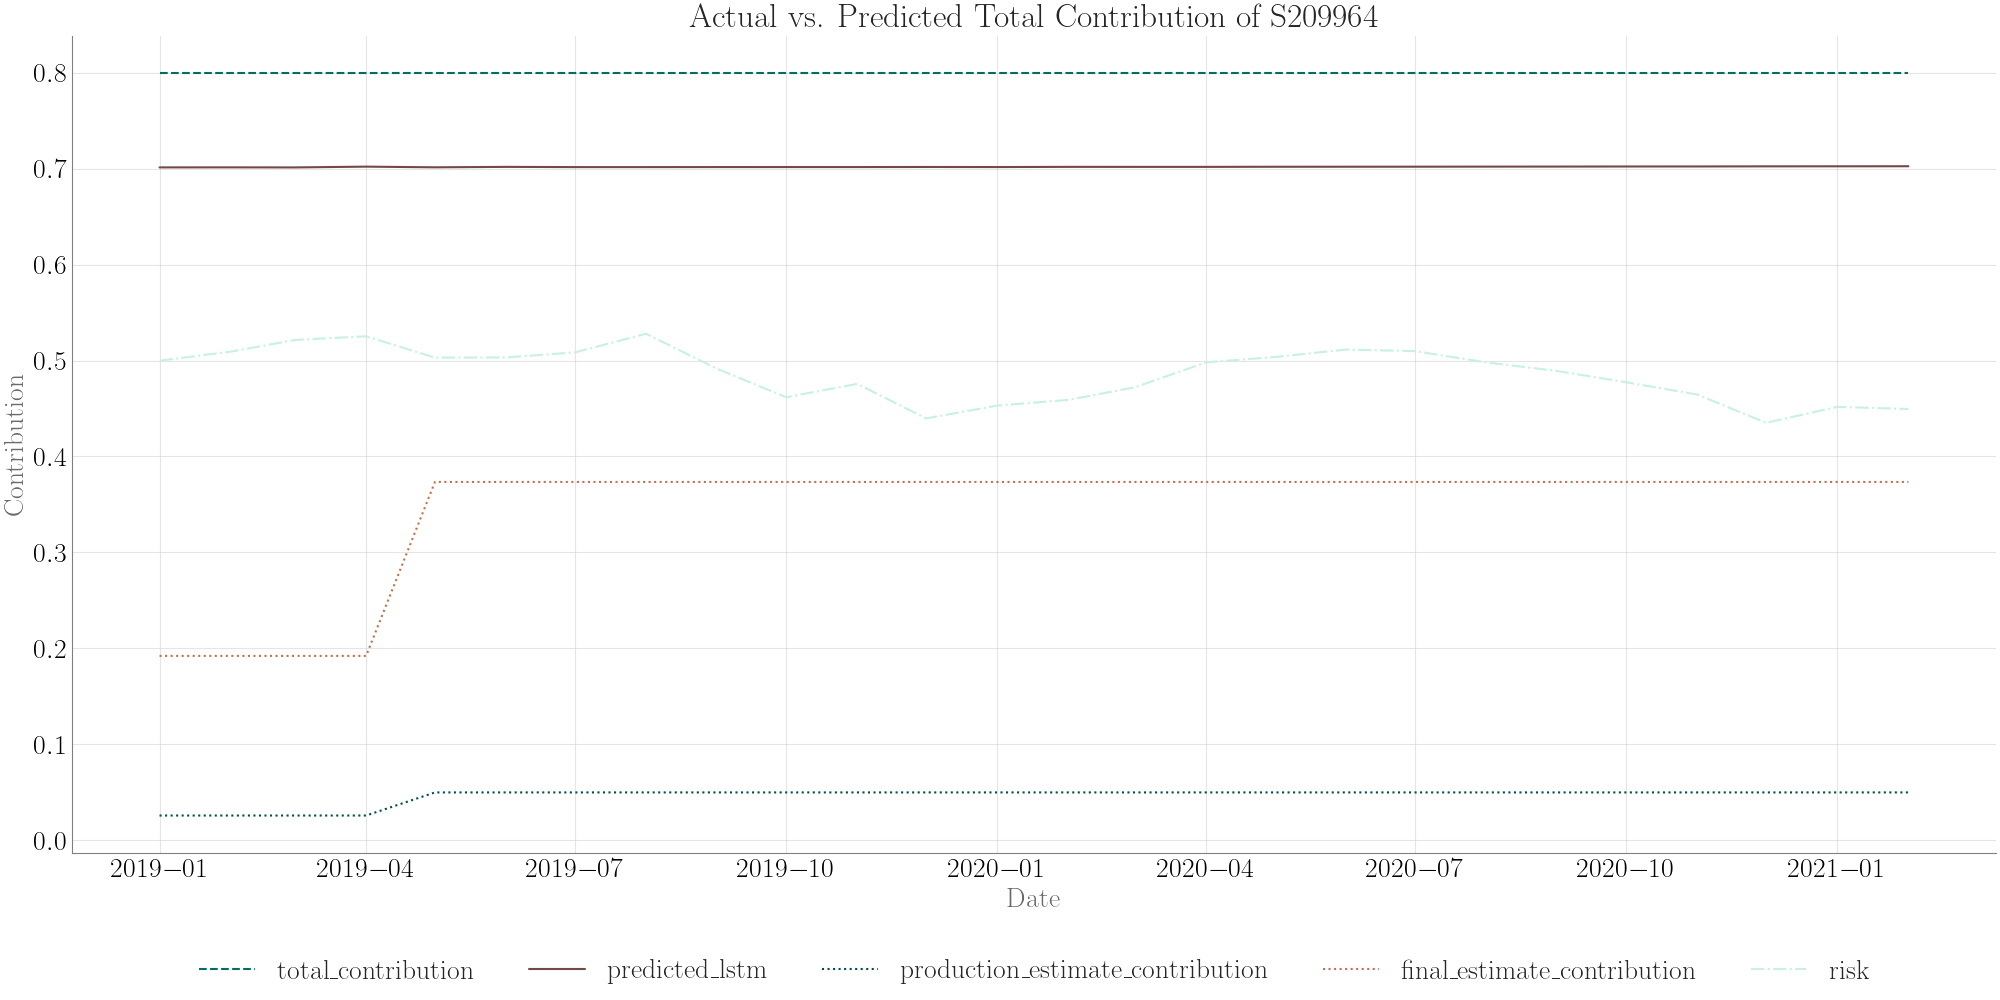 Actual vs. Predicted Total Contribution of S209964
0.8
0.7
0.6
0.5
0.4
0.3
0.2
0.1
0.0
Contribution
2019−01 2019−04 2019−07 2019−10 2020−01 2020−04 2020−07 2020−10 2021−01
Date
total_contribution predicted_lstm production_estimate_contribution final_estimate_contribution risk